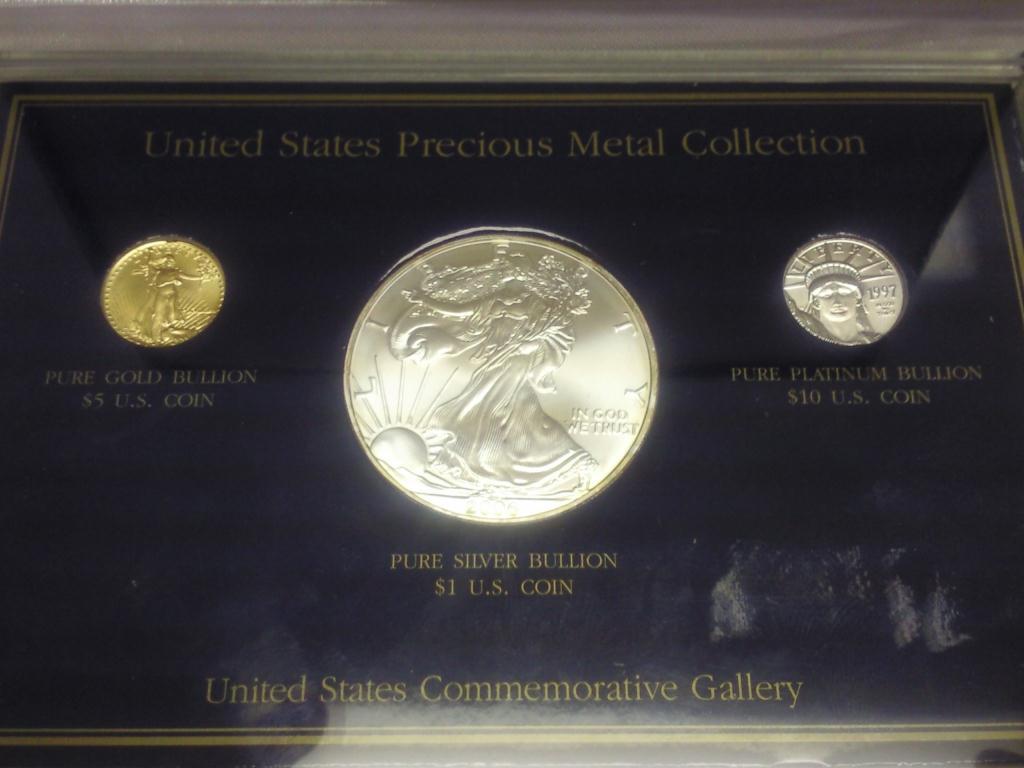 United States Precious Metal Collection
LIBERTY
LIBERTY
1997
PURE GOLD BULLION
$5 U.S. COIN
IN GOD
WE TRUST
PURE PLATINUM BULLION
$10 U.S. COIN
PURE SILVER BULLION
$1 U.S. COIN
United States Commemorative Gallery